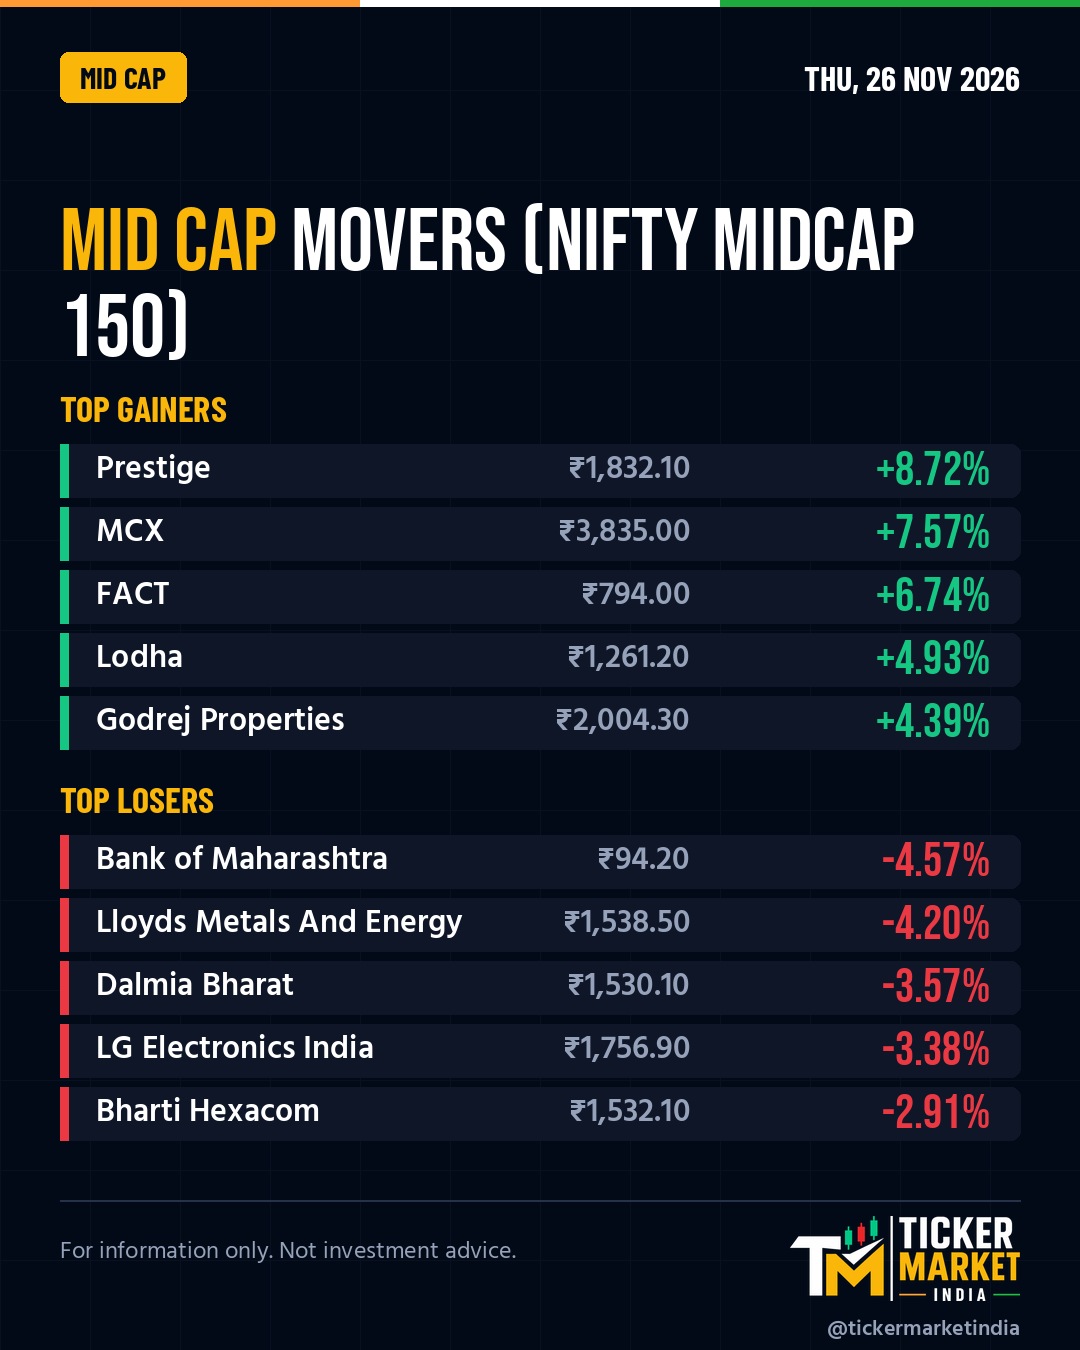 MID CAP
THU, 26 NOV 2026
MID CAP MOVERS (NIFTY MIDCAP
150)
TOP GAINERS
Prestige ₹1,832.10 +8.72%
MCX ₹3,835.00 +7.57%
FACT ₹794.00 +6.74%
Lodha ₹1,261.20 +4.93%
Godrej Properties ₹2,004.30 +4.39%
TOP LOSERS
Bank of Maharashtra ₹94.20 -4.57%
Lloyds Metals And Energy ₹1,538.50 -4.20%
Dalmia Bharat ₹1,530.10 -3.57%
LG Electronics India ₹1,756.90 -3.38%
Bharti Hexacom ₹1,532.10 -2.91%
For information only. Not investment advice.
TM
TICKER
MARKET
INDIA
@tickermarketindia